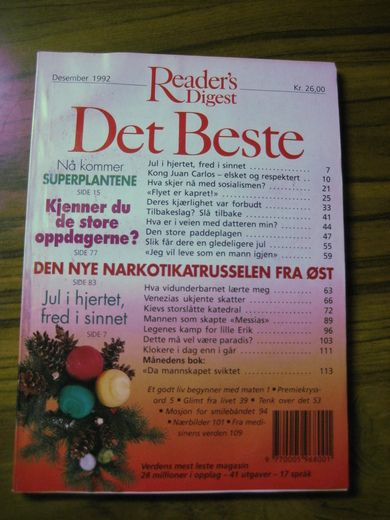 Desember 1992
Reader's
Digest
Kr. 26,00
Det Beste
Nå kommer
SUPERPLANTENE
SIDE 15
Kjenner du
de store
oppdagerne?
SIDE 77
Jul i hjertet, fred i sinnet 7
Kong Juan Carlos – elsket og respektert 10
Hva skjer nå med sosialismen? 21
«Flyet er kapret!» 25
Deres kjærlighet var forbudt 33
Tilbakeslag? Slå tilbake 41
Hva er i veien med datteren min? 44
Den store paddeplagen 47
Slik får dere en gledeligere jul 55
«Jeg vil leve som en mann igjen» 59
DEN NYE NARKOTIKATRUSSELEN FRA ØST
SIDE 83
Jul i hjertet,
fred i sinnet
SIDE 7
Hva vidunderbarnet lærte meg 63
Venezias ukjente skatter 66
Kievs storslåtte katedral 72
Mannen som skapte «Messias» 89
Legenes kamp for lille Erik 96
Dette må vel være paradis? 103
Klokere i dag enn i går 111
Månedens bok:
«Da mannskapet sviktet 113
Et godt liv begynner med maten 1 • Premiekryss-
ord 5 • Glimt fra livet 39 • Tenk over det 53
• Mosjon for smilebåndet 94
• Nærbilder 101 • Fra medi-
sinens verden 109
Verdens mest leste magasin
28 millioner i opplag – 41 utgaver – 17 språk
9 770005 968001